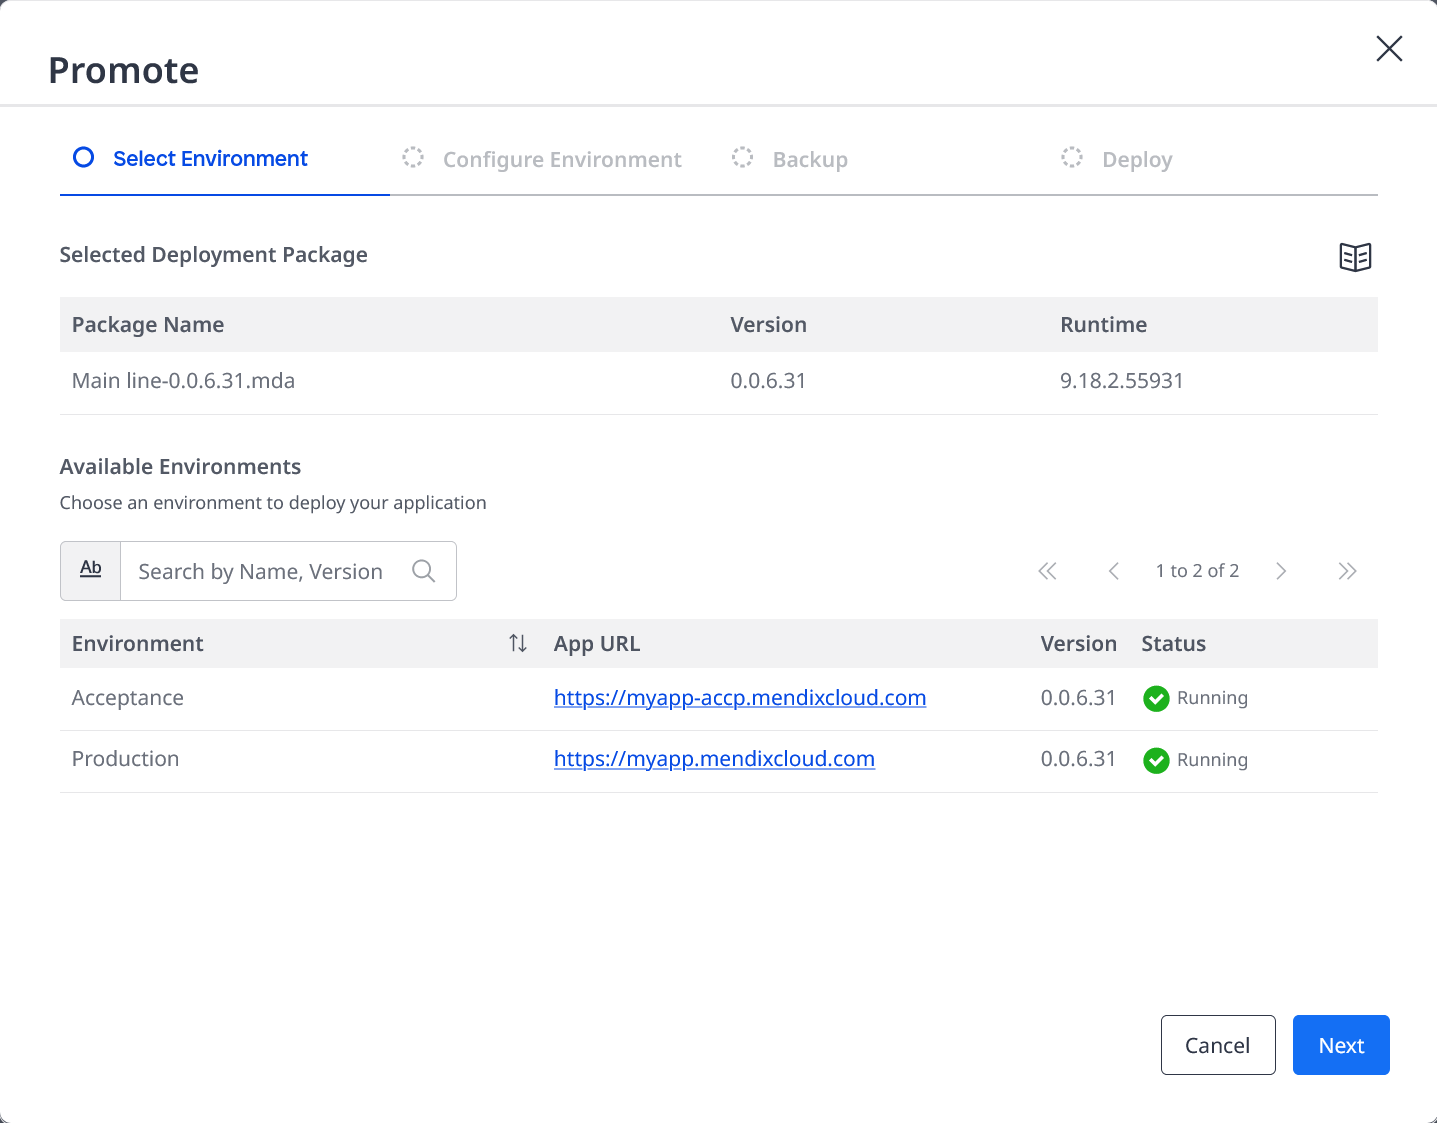 Promote
Select Environment
Configure Environment
Backup
Deploy
Selected Deployment Package
Package Name Version Runtime
Main line-0.0.6.31.mda 0.0.6.31 9.18.2.55931
Available Environments
Choose an environment to deploy your application
Ab Search by Name, Version
1 to 2 of 2
Environment App URL Version Status
Acceptance https://myapp-accp.mendixcloud.com 0.0.6.31 Running
Production https://myapp.mendixcloud.com 0.0.6.31 Running
Cancel Next